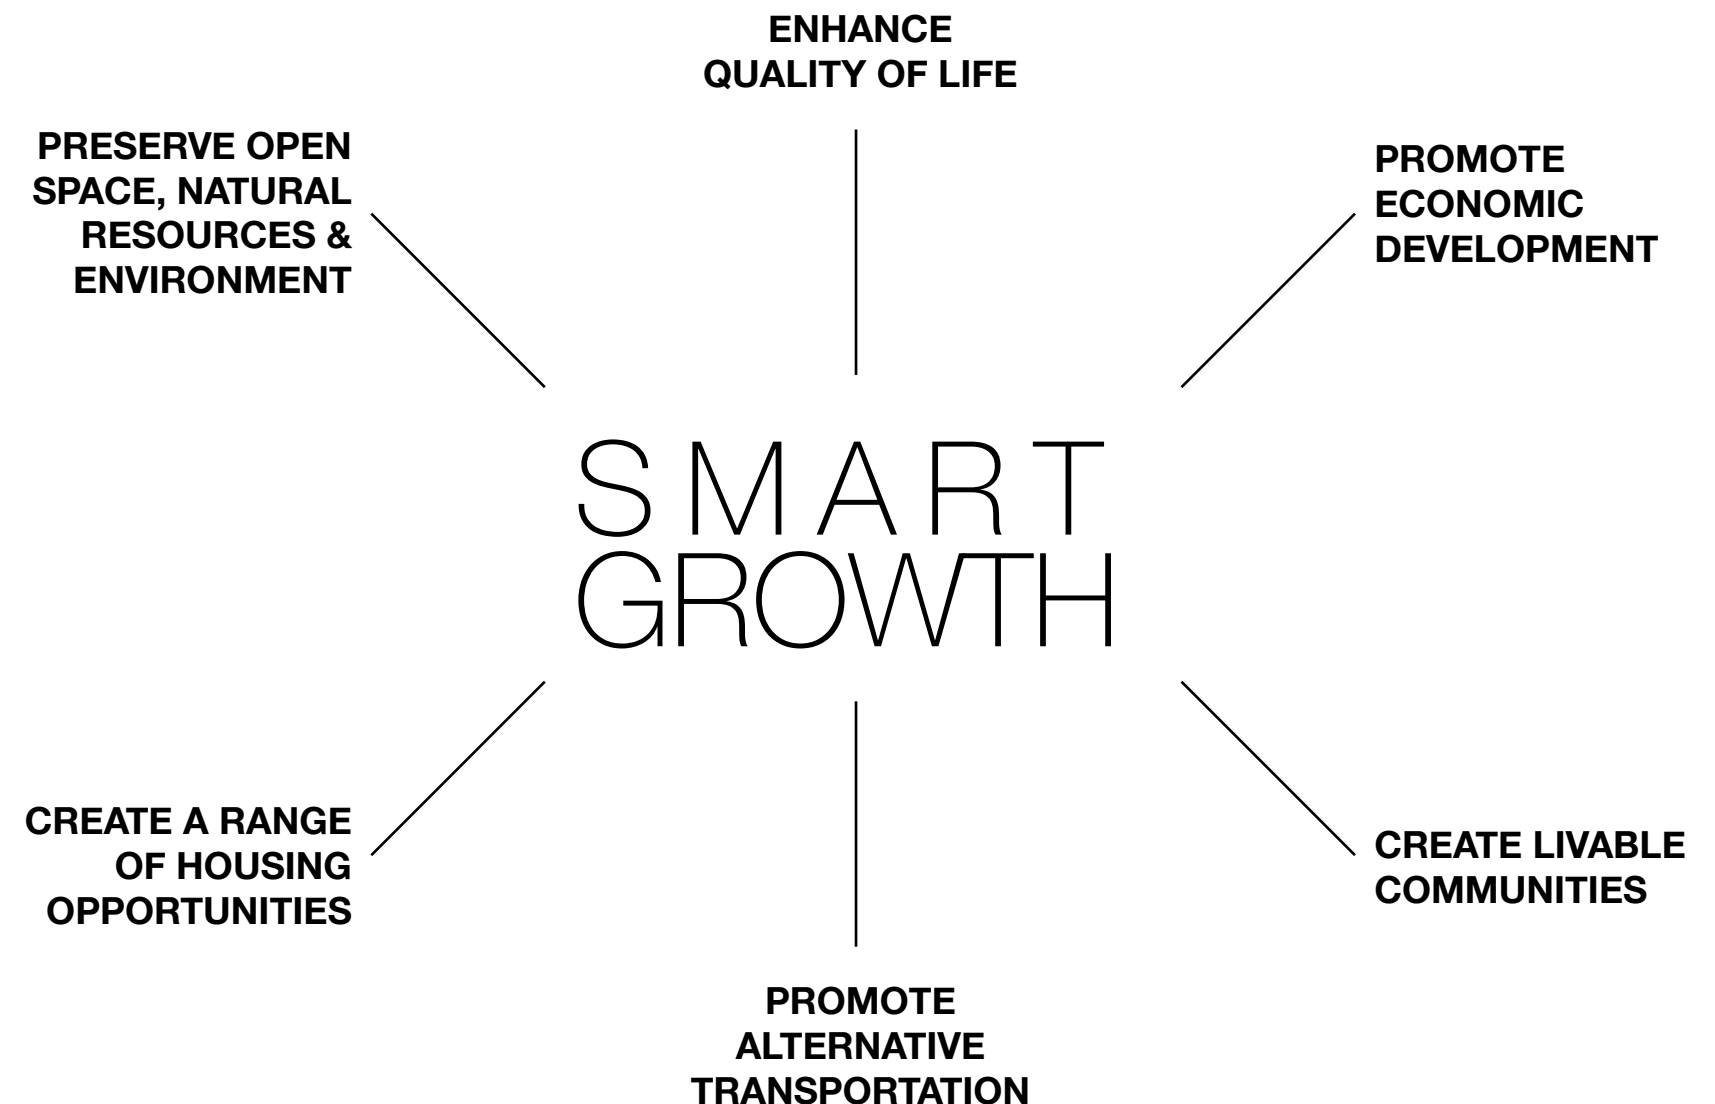 ENHANCE
QUALITY OF LIFE
PRESERVE OPEN
SPACE, NATURAL
RESOURCES &
ENVIRONMENT
PROMOTE
ECONOMIC
DEVELOPMENT
SMART
GROWTH
CREATE A RANGE
OF HOUSING
OPPORTUNITIES
CREATE LIVABLE
COMMUNITIES
PROMOTE
ALTERNATIVE
TRANSPORTATION